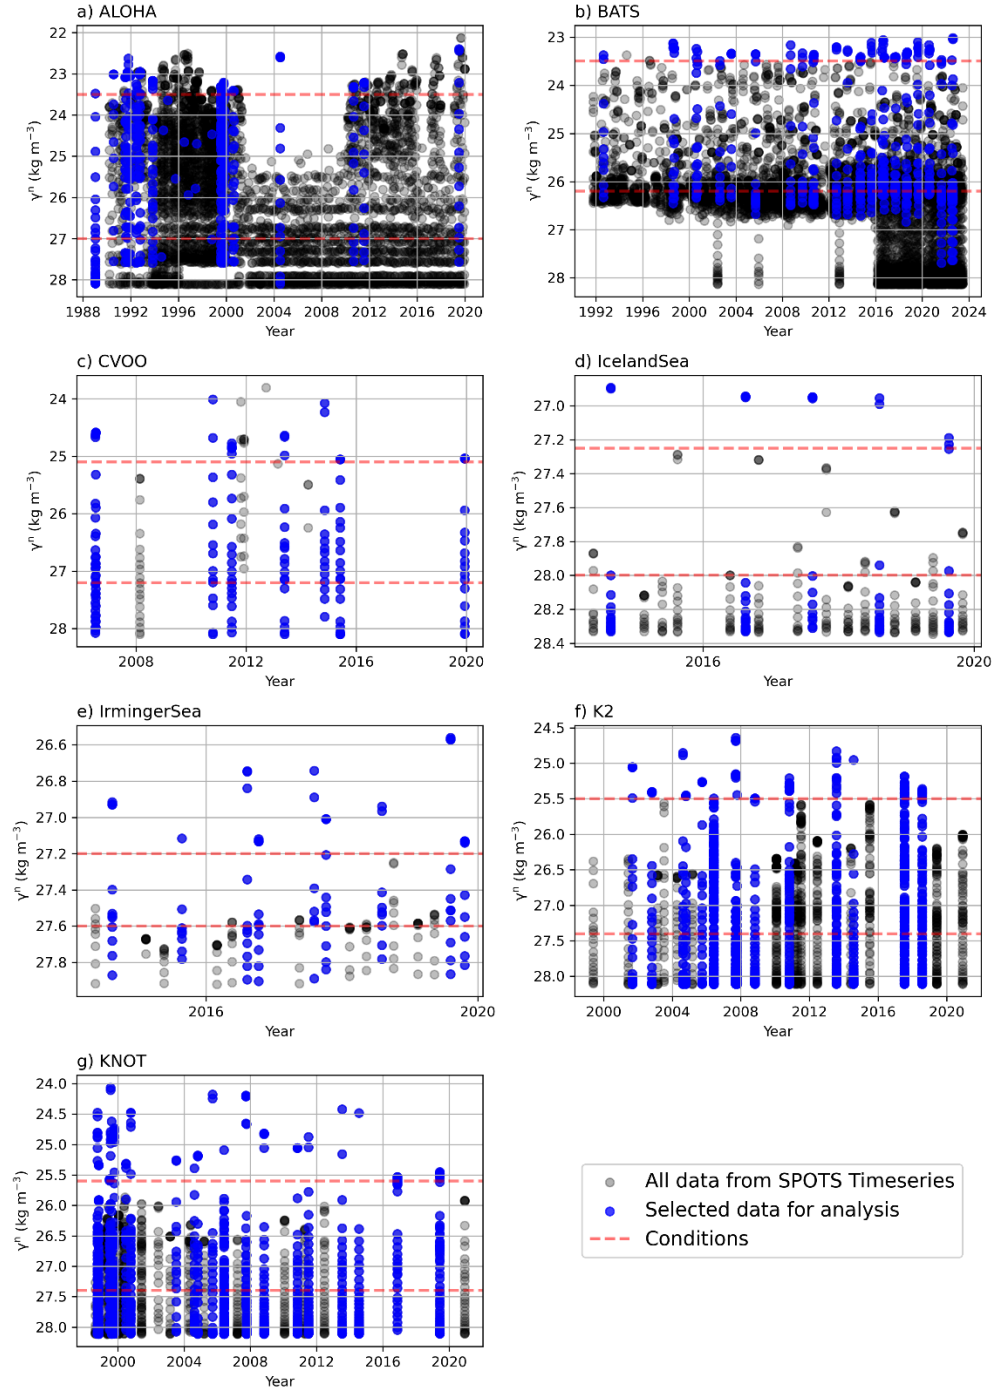 a) ALOHA
22
23
24
25
26
27
28
γⁿ (kg m⁻³)
1988 1992 1996 2000 2004 2008 2012 2016 2020
Year
b) BATS
23
24
25
26
27
28
γⁿ (kg m⁻³)
1992 1996 2000 2004 2008 2012 2016 2020 2024
Year
c) CVOO
24
25
26
27
28
γⁿ (kg m⁻³)
2008 2012 2016 2020
Year
d) IcelandSea
27.0
27.2
27.6
27.8
28.0
28.2
28.4
γⁿ (kg m⁻³)
2016 2020
Year
e) IrmingerSea
26.6
26.8
27.0
27.2
27.4
27.6
27.8
γⁿ (kg m⁻³)
2016 2020
Year
f) K2
24.5
25.0
25.5
26.0
26.5
27.0
27.5
28.0
γⁿ (kg m⁻³)
2000 2004 2008 2012 2016 2020
Year
g) KNOT
24.0
24.5
25.0
25.5
26.0
26.5
27.0
27.5
28.0
γⁿ (kg m⁻³)
2000 2004 2008 2012 2016 2020
Year
All data from SPOTS Timeseries
Selected data for analysis
Conditions